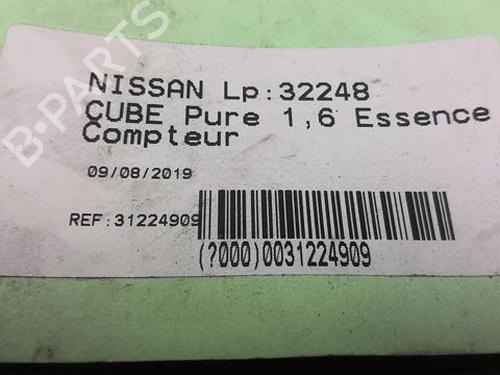 B-PARTS
NISSAN Lp:32248
CUBE Pure 1,6 Essence
Compteur
09/08/2019
REF:31224909
(?000)0031224909